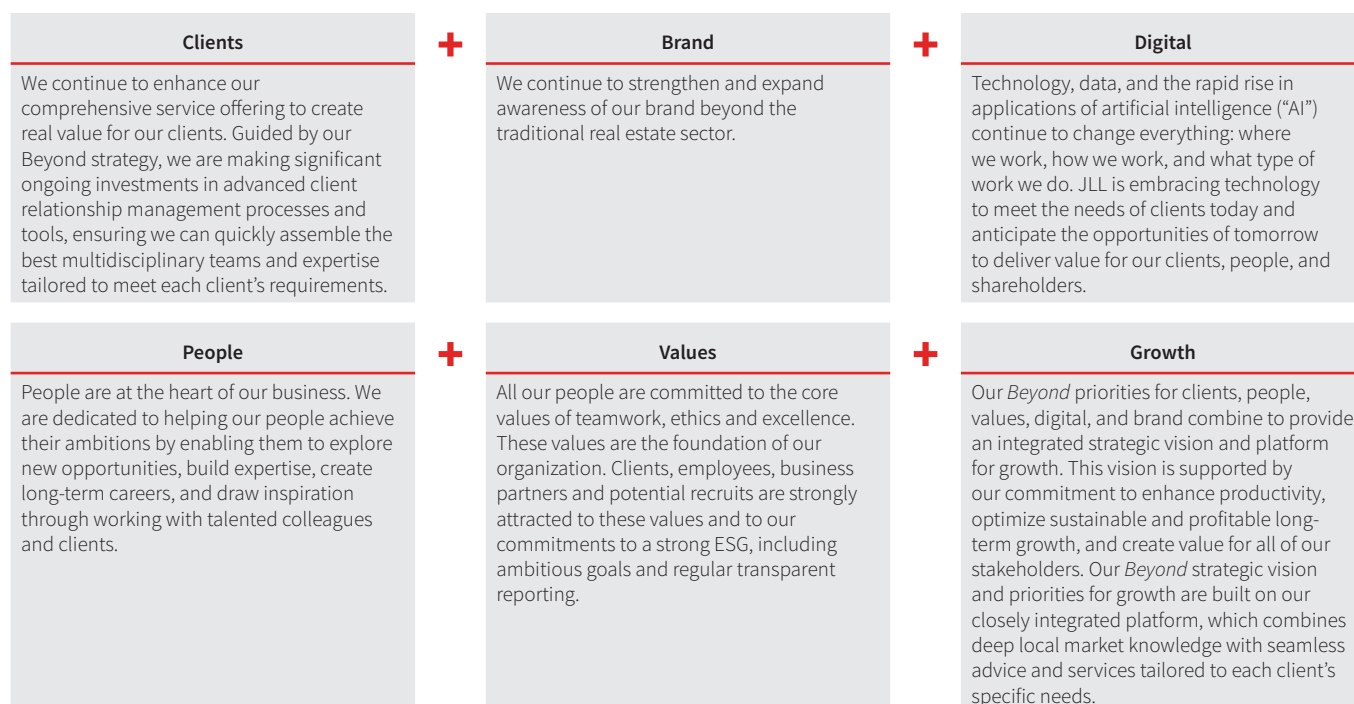 Clients
We continue to enhance our
comprehensive service offering to create
real value for our clients. Guided by our
Beyond strategy, we are making significant
ongoing investments in advanced client
relationship management processes and
tools, ensuring we can quickly assemble the
best multidisciplinary teams and expertise
tailored to meet each client’s requirements.
+
Brand
We continue to strengthen and expand
awareness of our brand beyond the
traditional real estate sector.
+
Digital
Technology, data, and the rapid rise in
applications of artificial intelligence (“AI”)
continue to change everything: where
we work, how we work, and what type of
work we do. JLL is embracing technology
to meet the needs of clients today and
anticipate the opportunities of tomorrow
to deliver value for our clients, people, and
shareholders.
People
People are at the heart of our business. We
are dedicated to helping our people achieve
their ambitions by enabling them to explore
new opportunities, build expertise, create
long-term careers, and draw inspiration
through working with talented colleagues
and clients.
+
Values
All our people are committed to the core
values of teamwork, ethics and excellence.
These values are the foundation of our
organization. Clients, employees, business
partners and potential recruits are strongly
attracted to these values and to our
commitments to a strong ESG, including
ambitious goals and regular transparent
reporting.
+
Growth
Our Beyond priorities for clients, people,
values, digital, and brand combine to provide
an integrated strategic vision and platform
for growth. This vision is supported by
our commitment to enhance productivity,
optimize sustainable and profitable long-
term growth, and create value for all of our
stakeholders. Our Beyond strategic vision
and priorities for growth are built on our
closely integrated platform, which combines
deep local market knowledge with seamless
advice and services tailored to each client’s
specific needs.